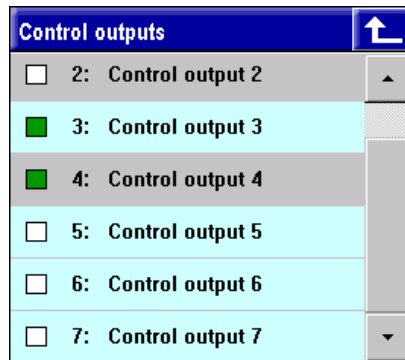 Control outputs
2: Control output 2
3: Control output 3
4: Control output 4
5: Control output 5
6: Control output 6
7: Control output 7